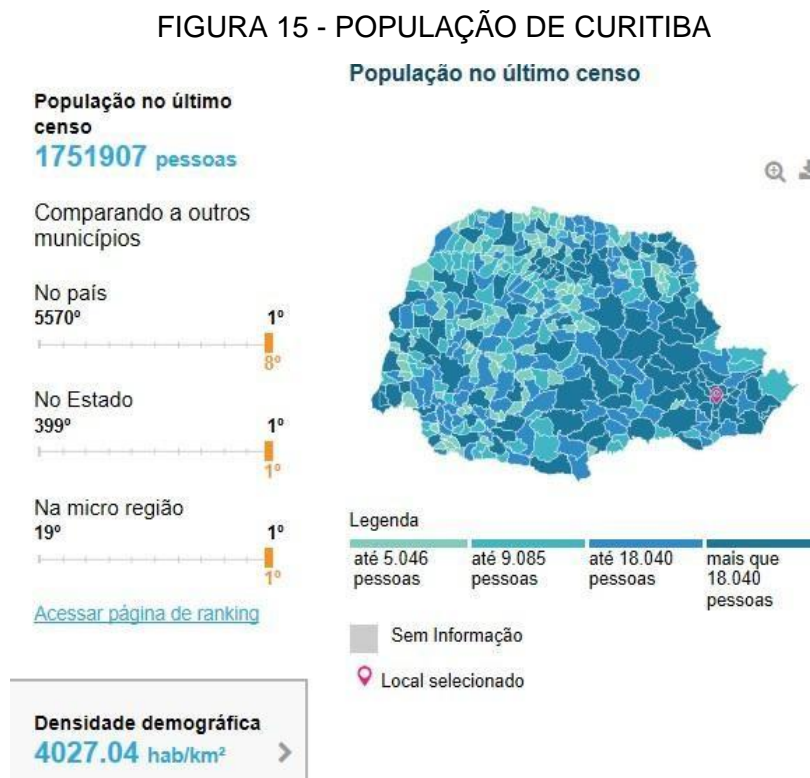 FIGURA 15 - POPULAÇÃO DE CURITIBA
População no último
censo
1751907 pessoas
Comparando a outros
municípios
No país
5570º 1º
8º
No Estado
399º 1º
1º
Na micro região
19º 1º
1º
Acessar página de ranking
Densidade demográfica
4027.04 hab/km²
População no último censo
Legenda
até 5.046
pessoas
até 9.085
pessoas
até 18.040
pessoas
mais que
18.040
pessoas
Sem Informação
Local selecionado